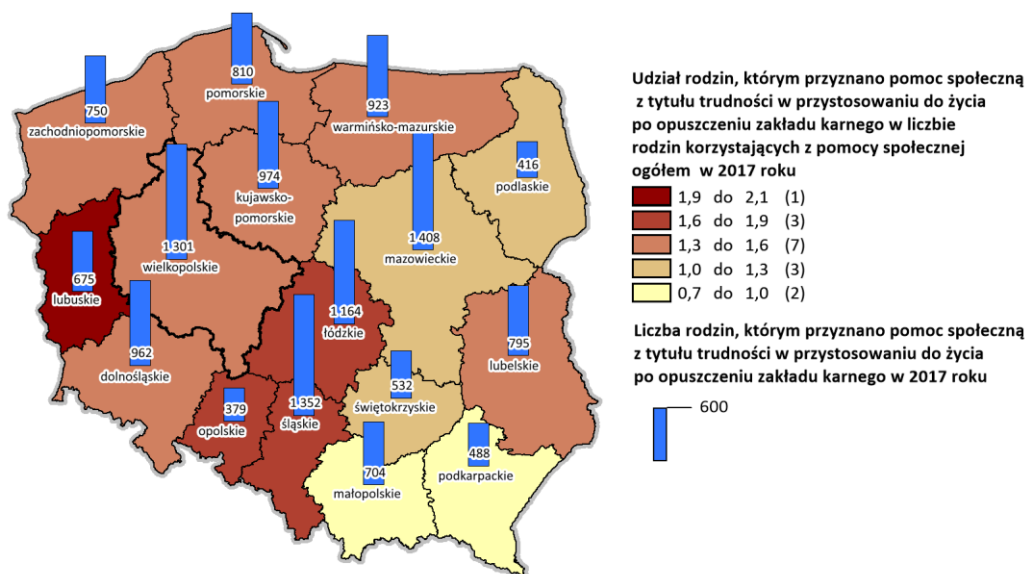 810
pomorskie
750
zachodniopomorskie
923
warmińsko-mazurskie
974
kujawsko-
pomorskie
416
podlaskie
1 301
wielkopolskie
1 408
mazowieckie
675
lubuskie
1 164
łódzkie
962
dolnośląskie
795
lubelskie
532
świętokrzyskie
379
opolskie
1 352
śląskie
704
małopolskie
488
podkarpackie
Udział rodzin, którym przyznano pomoc społeczną
z tytułu trudności w przystosowaniu do życia
po opuszczeniu zakładu karnego w liczbie
rodzin korzystających z pomocy społecznej
ogółem w 2017 roku
1,9 do 2,1 (1)
1,6 do 1,9 (3)
1,3 do 1,6 (7)
1,0 do 1,3 (3)
0,7 do 1,0 (2)
Liczba rodzin, którym przyznano pomoc społeczną
z tytułu trudności w przystosowaniu do życia
po opuszczeniu zakładu karnego w 2017 roku
600